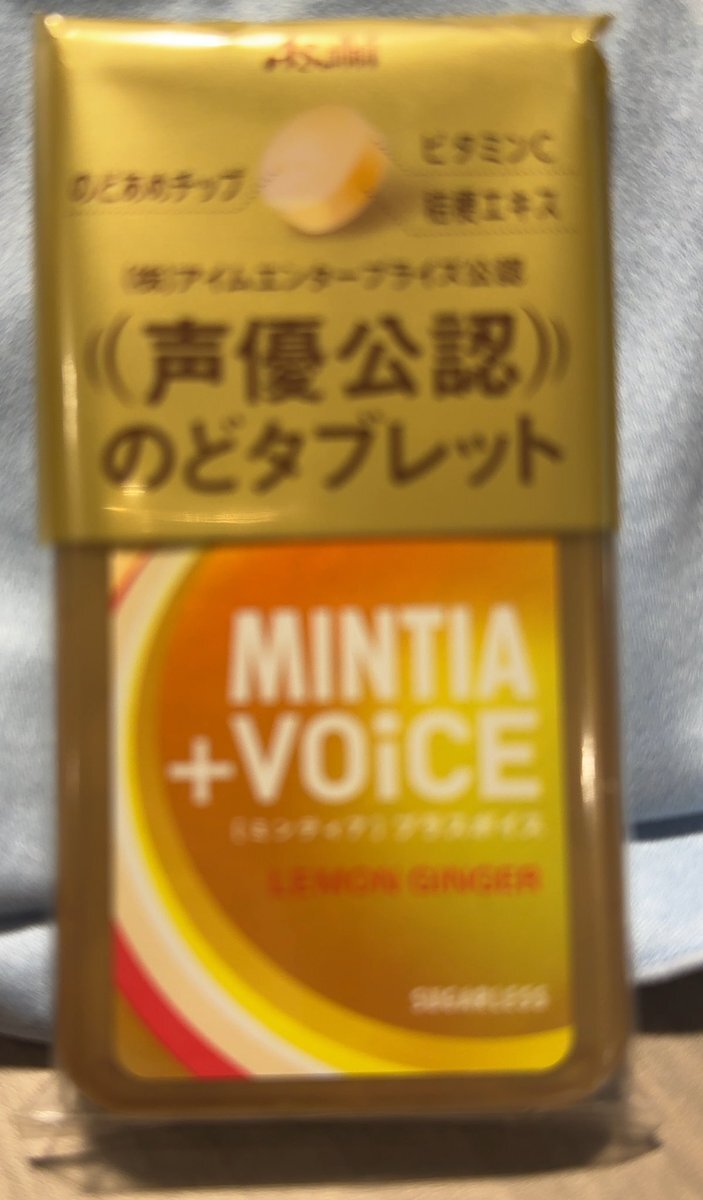 Asahi
のどあめチップ
ビタミンC
桔梗エキス
(株)アイムエンタープライズ公認
声優公認
のどタブレット
MINTIA
+VOiCE
[ミンティア] プラスボイス
LEMON GINGER
SUGARLESS